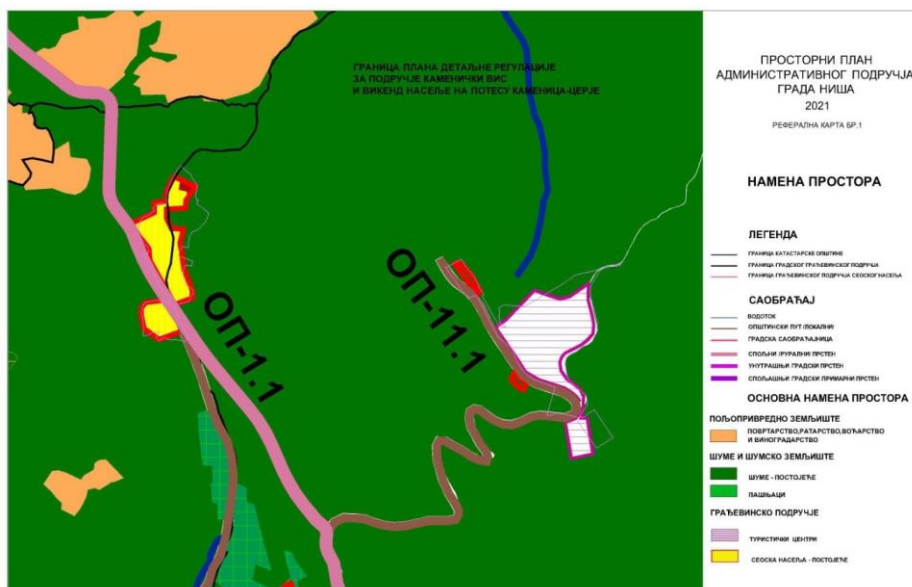 ГРАНИЦА ПЛАНА ДЕТАЉНЕ РЕГУЛАЦИЈЕ
ЗА ПОДРУЧЈЕ КАМЕНИЧКИ ВИС
И ВИКЕНД НАСЕЉЕ НА ПОТЕСУ КАМЕНИЦА-ЦЕРЈЕ
ОП-1.1
ОП-11.1
ПРОСТОРНИ ПЛАН
АДМИНИСТРАТИВНОГ ПОДРУЧЈА
ГРАДА НИША
2021
РЕФЕРАЛНА КАРТА БР.1
НАМЕНА ПРОСТОРА
ЛЕГЕНДА
ГРАНИЦА КАТАСТАРСКЕ ОПШТИНЕ
ГРАНИЦА ГРАДСКОГ ГРАЂЕВИНСКОГ ПОДРУЧЈА
ГРАНИЦА ГРАЂЕВИНСКОГ ПОДРУЧЈА СЕОСКОГ НАСЕЉА
САОБРАЋАЈ
ВОДОТОК
ОПШТИНСКИ ПУТ /ЛОКАЛНИ/
ГРАДСКА САОБРАЋАЈНИЦА
СПОЉНИ /РУРАЛНИ/ ПРСТЕН
УНУТРАШЊИ ГРАДСКИ ПРСТЕН
СПОЉАШЊИ ГРАДСКИ ПРИМАРНИ ПРСТЕН
ОСНОВНА НАМЕНА ПРОСТОРА
ПОЉОПРИВРЕДНО ЗЕМЉИШТЕ
ПОВРТАРСТВО,РАТАРСТВО,ВОЋАРСТВО
И ВИНОГРАДАРСТВО
ШУМЕ И ШУМСКО ЗЕМЉИШТЕ
ШУМЕ - ПОСТОЈЕЋЕ
ПАШЊАЦИ
ГРАЂЕВИНСКО ПОДРУЧЈЕ
ТУРИСТИЧКИ ЦЕНТРИ
СЕОСКА НАСЕЉА - ПОСТОЈЕЋЕ